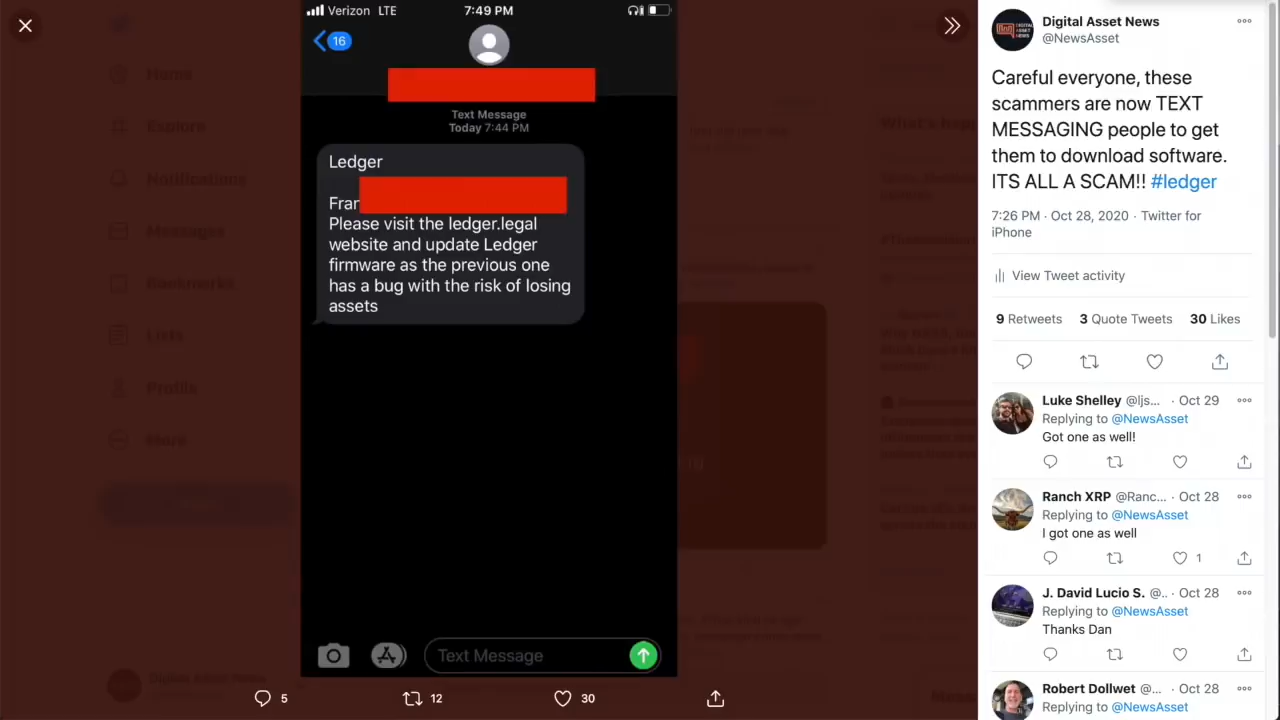 Verizon LTE
7:49 PM
16
Text Message
Today 7:44 PM
Ledger
Fran
Please visit the ledger.legal
website and update Ledger
firmware as the previous one
has a bug with the risk of losing
assets
Text Message
5
12
30
Home
Explore
Notifications
Messages
Bookmarks
Lists
Profile
More
Digital Asset News
@NewsAsset
Careful everyone, these
scammers are now TEXT
MESSAGING people to get
them to download software.
ITS ALL A SCAM!! #ledger
7:26 PM · Oct 28, 2020 · Twitter for
iPhone
View Tweet activity
9 Retweets 3 Quote Tweets 30 Likes
Luke Shelley @ljs... · Oct 29
Replying to @NewsAsset
Got one as well!
Ranch XRP @Ranc... · Oct 28
Replying to @NewsAsset
I got one as well
1
J. David Lucio S. @.. · Oct 28
Replying to @NewsAsset
Thanks Dan
Robert Dollwet @... · Oct 28
Replying to @NewsAsset